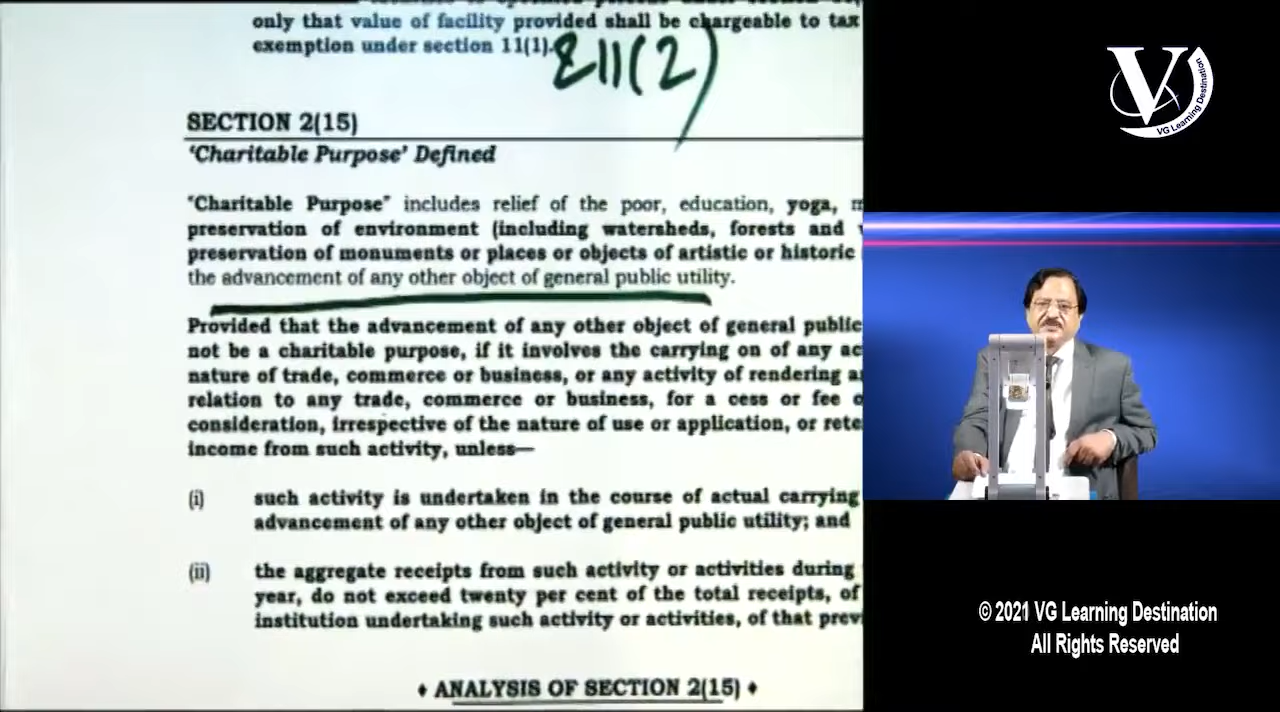 only that value of facility provided shall be chargeable to tax
exemption under section 11(1).
&11(2)
SECTION 2(15)
‘Charitable Purpose’ Defined
"Charitable Purpose" includes relief of the poor, education, yoga,
preservation of environment (including watersheds, forests and
preservation of monuments or places or objects of artistic or historic
the advancement of any other object of general public utility.
Provided that the advancement of any other object of general public
not be a charitable purpose, if it involves the carrying on of any ac
nature of trade, commerce or business, or any activity of rendering a
relation to any trade, commerce or business, for a cess or fee o
consideration, irrespective of the nature of use or application, or rete
income from such activity, unless—
(i) such activity is undertaken in the course of actual carrying
advancement of any other object of general public utility; and
(ii) the aggregate receipts from such activity or activities during
year, do not exceed twenty per cent of the total receipts, of
institution undertaking such activity or activities, of that prev
♦ ANALYSIS OF SECTION 2(15) ♦
V
VG Learning Destination
© 2021 VG Learning Destination
All Rights Reserved